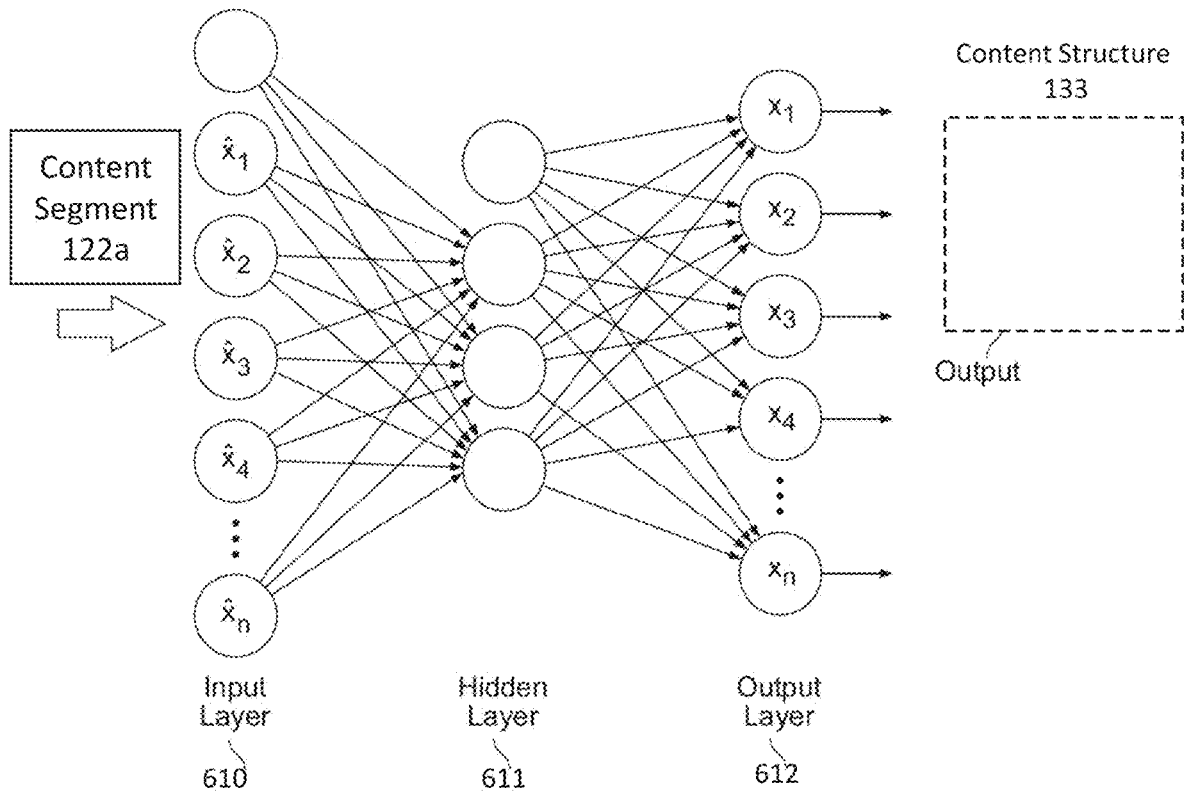 Content
Segment
122a
x̂1
x̂2
x̂3
x̂4
x̂n
Input
Layer
610
Hidden
Layer
611
x1
x2
x3
x4
xn
Output
Layer
612
Content Structure
133
Output